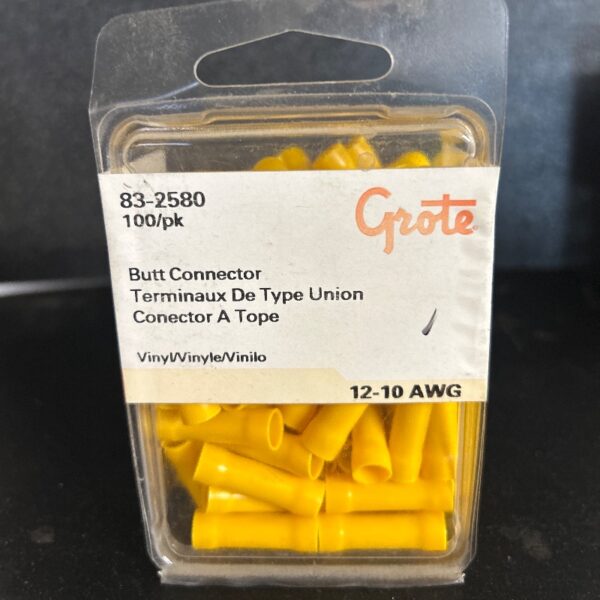 83-2580
100/pk
Grote
Butt Connector
Terminaux De Type Union
Conector A Tope
Vinyl/Vinyle/Vinilo
12-10 AWG